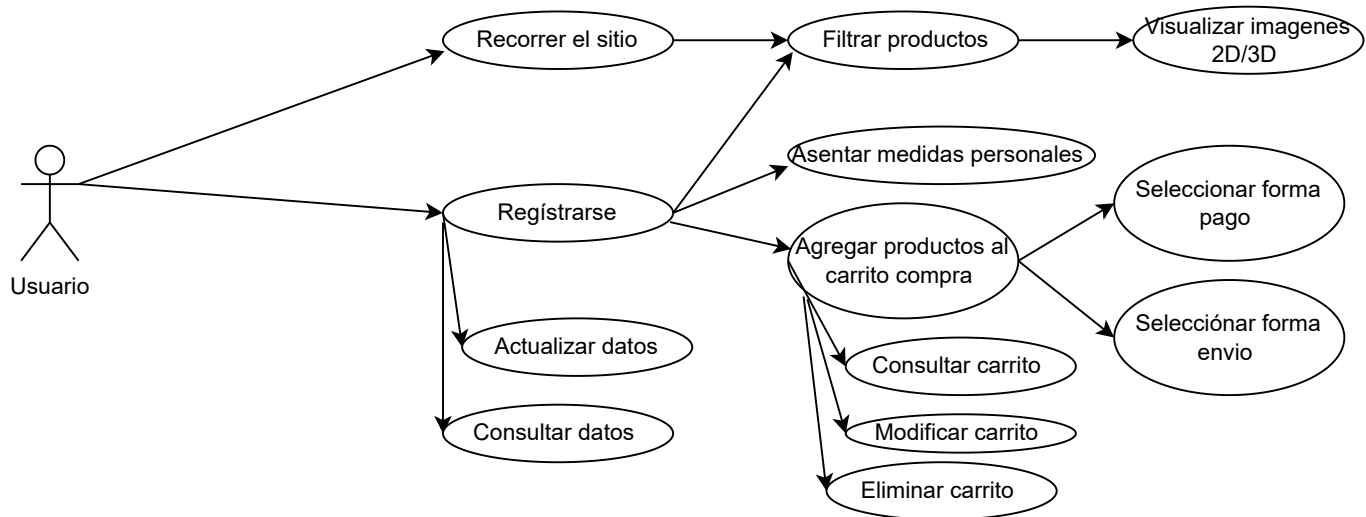 Recorrer el sitio
Filtrar productos
Visualizar imagenes
2D/3D
Asentar medidas personales
Regístrarse
Seleccionar forma
pago
Agregar productos al
carrito compra
Usuario
Selecciónar forma
envio
Actualizar datos
Consultar carrito
Consultar datos
Modificar carrito
Eliminar carrito